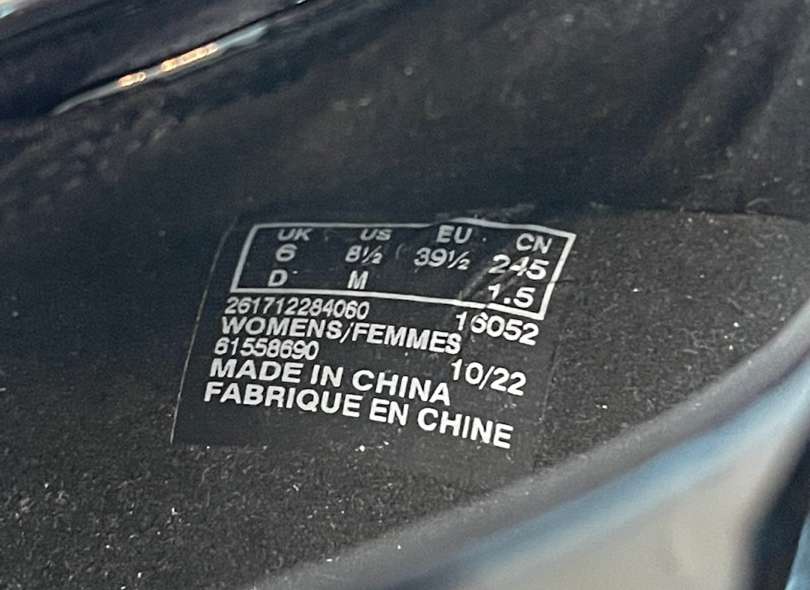 UK US EU CN
6 8½ 39½ 245
D M 1.5
261712284060 16052
WOMENS/FEMMES
61558690 10/22
MADE IN CHINA
FABRIQUE EN CHINE